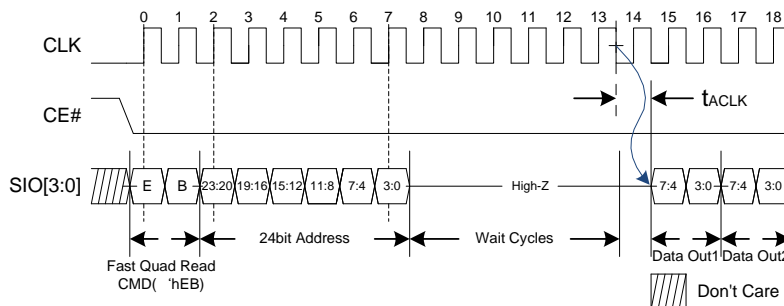 0 1 2 3 4 5 6 7 8 9 10 11 12 13 14 15 16 17 18
CLK
tACLK
CE#
SIO[3:0] E B 23:20 19:16 15:12 11:8 7:4 3:0 High-Z 7:4 3:0 7:4 3:0
24bit Address Wait Cycles Data Out1 Data Out2
Fast Quad Read
CMD( 'hEB)
Don't Care